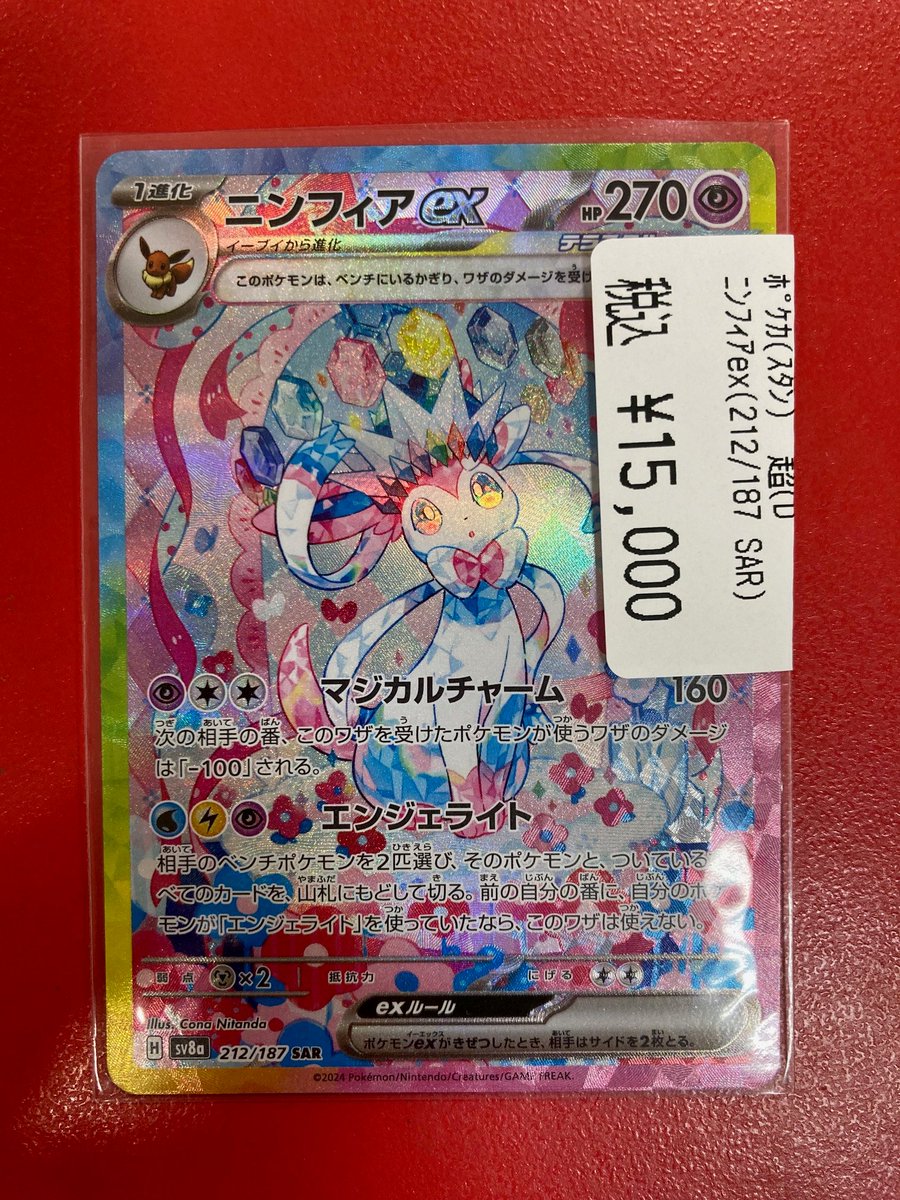 1進化
ニンフィアex
HP270
イーブイから進化
このポケモンは、ベンチにいるかぎり、ワザのダメージを受け
ポケカ(スタン) 超(U
ニンフィアex(212/187 SAR)
税込 ¥15,000
マジカルチャーム 160
次の相手の番、このワザを受けたポケモンが使うワザのダメージ
は「-100」される。
エンジェライト
相手のベンチポケモンを2匹選び、そのポケモンと、ついている
べてのカードを、山札にもどして切る。前の自分の番に、自分のポ
モンが「エンジェライト」を使っていたなら、このワザは使えない。
弱点 ×2 抵抗力 にげる
exルール
ポケモンexがきぜつしたとき、相手はサイドを2枚とる。
Illus. Cona Nitanda
H sv8a 212/187 SAR
©2024 Pokémon/Nintendo/Creatures/GAME FREAK.